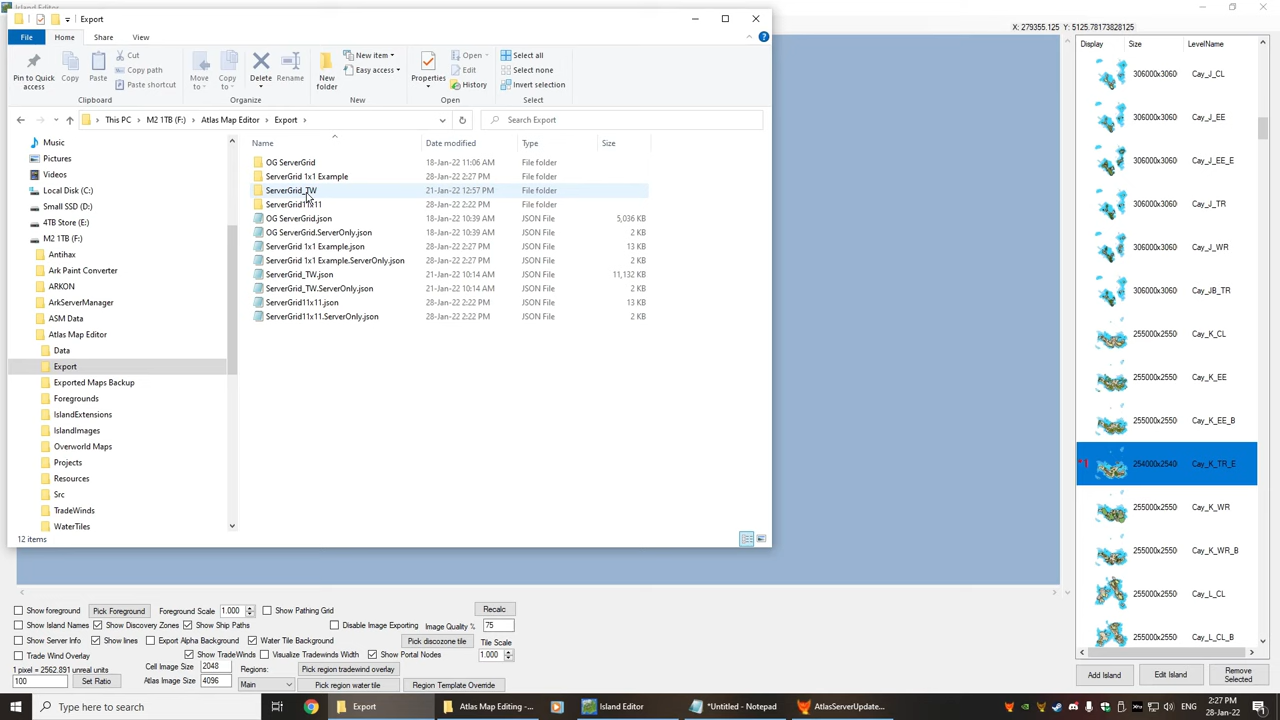 Island Editor
Export
X: 279355.125 Y: 5125.78173828125
File Home Share View
Pin to Quick access
Copy
Paste
Cut
Copy path
Paste shortcut
Clipboard
Move to
Copy to
Delete
Rename
Organize
New folder
New item
Easy access
New
Properties
Open
Edit
History
Open
Select all
Select none
Invert selection
Select
This PC > M2 1TB (F:) > Atlas Map Editor > Export >
Search Export
Name Date modified Type Size
Music
Pictures
Videos
Local Disk (C:)
Small SSD (D:)
4TB Store (E:)
M2 1TB (F:)
Antihax
Ark Paint Converter
ARKON
ArkServerManager
ASM Data
Atlas Map Editor
Data
Export
Exported Maps Backup
Foregrounds
IslandExtensions
IslandImages
Overworld Maps
Projects
Resources
Src
TradeWinds
WaterTiles
OG ServerGrid 18-Jan-22 11:06 AM File folder
ServerGrid 1x1 Example 28-Jan-22 2:27 PM File folder
ServerGrid_TW 21-Jan-22 12:57 PM File folder
ServerGrid11x11 28-Jan-22 2:22 PM File folder
OG ServerGrid.json 18-Jan-22 10:39 AM JSON File 5,036 KB
OG ServerGrid.ServerOnly.json 18-Jan-22 10:39 AM JSON File 2 KB
ServerGrid 1x1 Example.json 28-Jan-22 2:27 PM JSON File 13 KB
ServerGrid 1x1 Example.ServerOnly.json 28-Jan-22 2:27 PM JSON File 2 KB
ServerGrid_TW.json 21-Jan-22 10:14 AM JSON File 11,132 KB
ServerGrid_TW.ServerOnly.json 21-Jan-22 10:14 AM JSON File 2 KB
ServerGrid11x11.json 28-Jan-22 2:22 PM JSON File 13 KB
ServerGrid11x11.ServerOnly.json 28-Jan-22 2:22 PM JSON File 2 KB
12 items
Display Size LevelName
306000x3060 Cay_J_CL
306000x3060 Cay_J_EE
306000x3060 Cay_J_EE_E
306000x3060 Cay_J_TR
306000x3060 Cay_J_WR
306000x3060 Cay_JB_TR
255000x2550 Cay_K_CL
255000x2550 Cay_K_EE
255000x2550 Cay_K_EE_B
*1 254000x2540 Cay_K_TR_E
255000x2550 Cay_K_WR
255000x2550 Cay_K_WR_B
255000x2550 Cay_L_CL
255000x2550 Cay_L_CL_B
Add Island Edit Island Remove Selected
Show foreground Pick Foreground Foreground Scale 1.000 Show Pathing Grid Recalc
Show Island Names Show Discovery Zones Show Ship Paths Disable Image Exporting Image Quality % 75
Show Server Info Show lines Export Alpha Background Water Tile Background Pick discozone tile Tile Scale
Trade Wind Overlay Show TradeWinds Visualize Tradewinds Width Show Portal Nodes 1.000
1 pixel = 2562.891 unreal units Cell Image Size 2048 Regions: Pick region tradewind overlay
100 Set Ratio Atlas Image Size 4096 Main Pick region water tile Region Template Override
Type here to search
Export
Atlas Map Editing -...
Island Editor
*Untitled - Notepad
AtlasServerUpdate...
2:27 PM
28-Jan-22